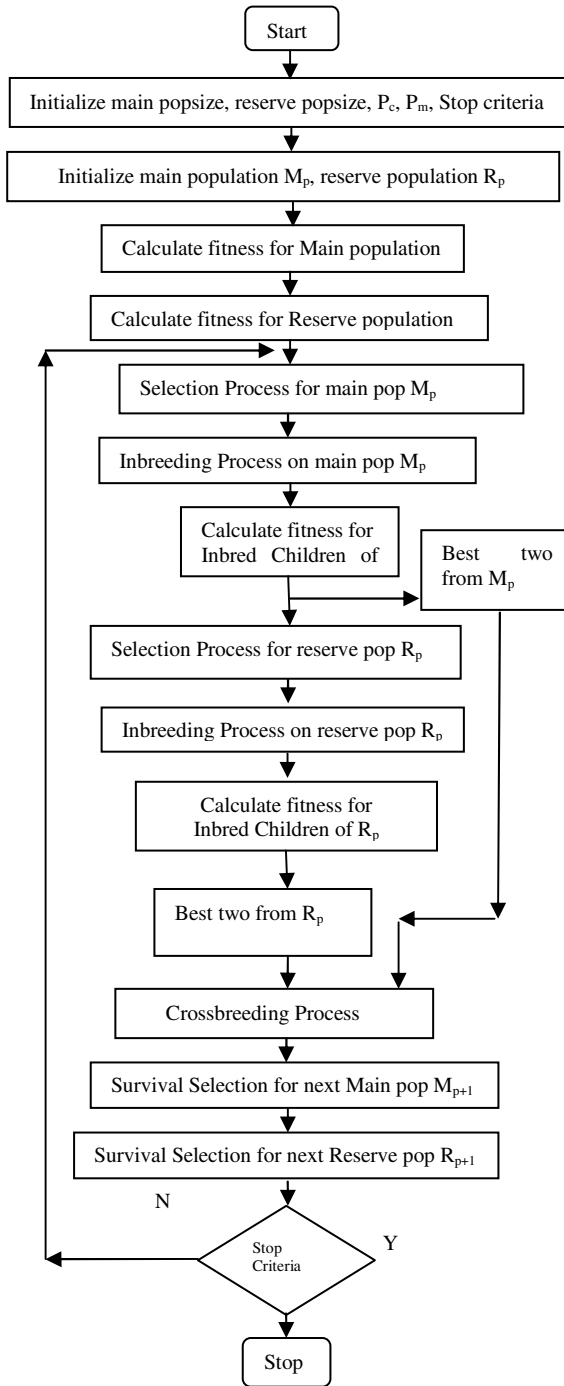 Start
Initialize main popsize, reserve popsize, Pc, Pm, Stop criteria
Initialize main population Mp, reserve population Rp
Calculate fitness for Main population
Calculate fitness for Reserve population
Selection Process for main pop Mp
Inbreeding Process on main pop Mp
Calculate fitness for
Inbred Children of
Best two
from Mp
Selection Process for reserve pop Rp
Inbreeding Process on reserve pop Rp
Calculate fitness for
Inbred Children of Rp
Best two from Rp
Crossbreeding Process
Survival Selection for next Main pop Mp+1
Survival Selection for next Reserve pop Rp+1
N
Stop
Criteria
Y
Stop